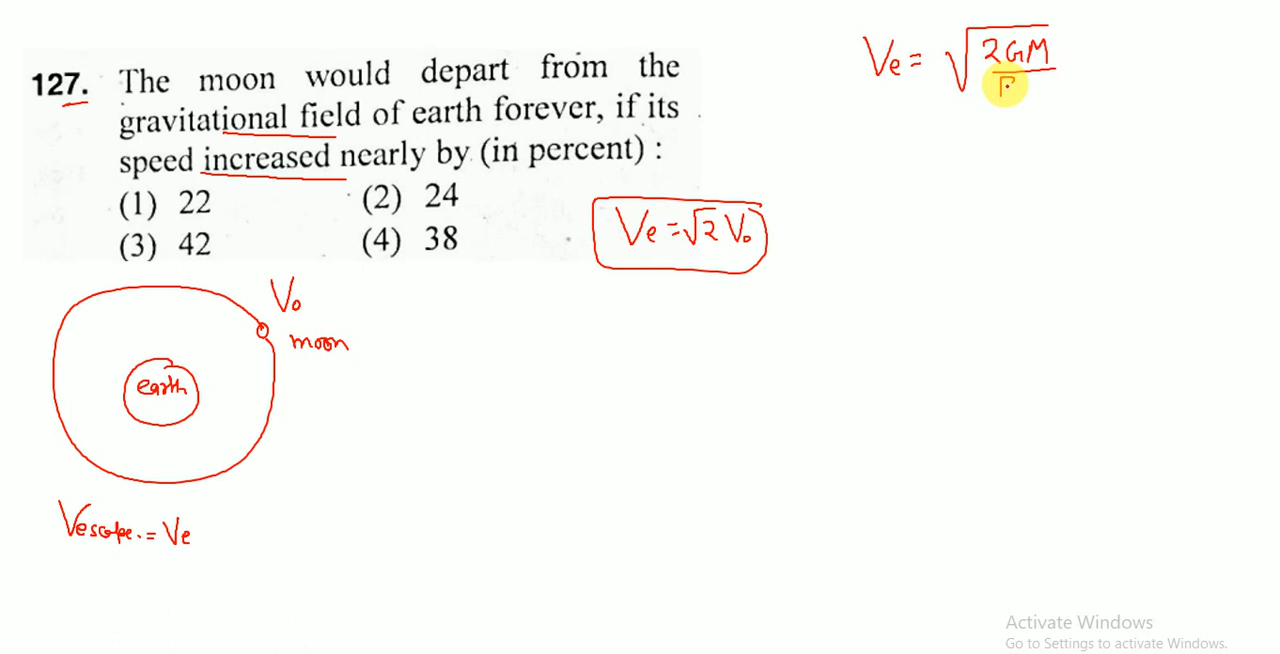 127. The moon would depart from the
gravitational field of earth forever, if its
speed increased nearly by (in percent) :
(1) 22 (2) 24
(3) 42 (4) 38
Ve = √2GM
Ve = √2 Vo
Vo
moon
earth
Vescape. = Ve
Activate Windows
Go to Settings to activate Windows.